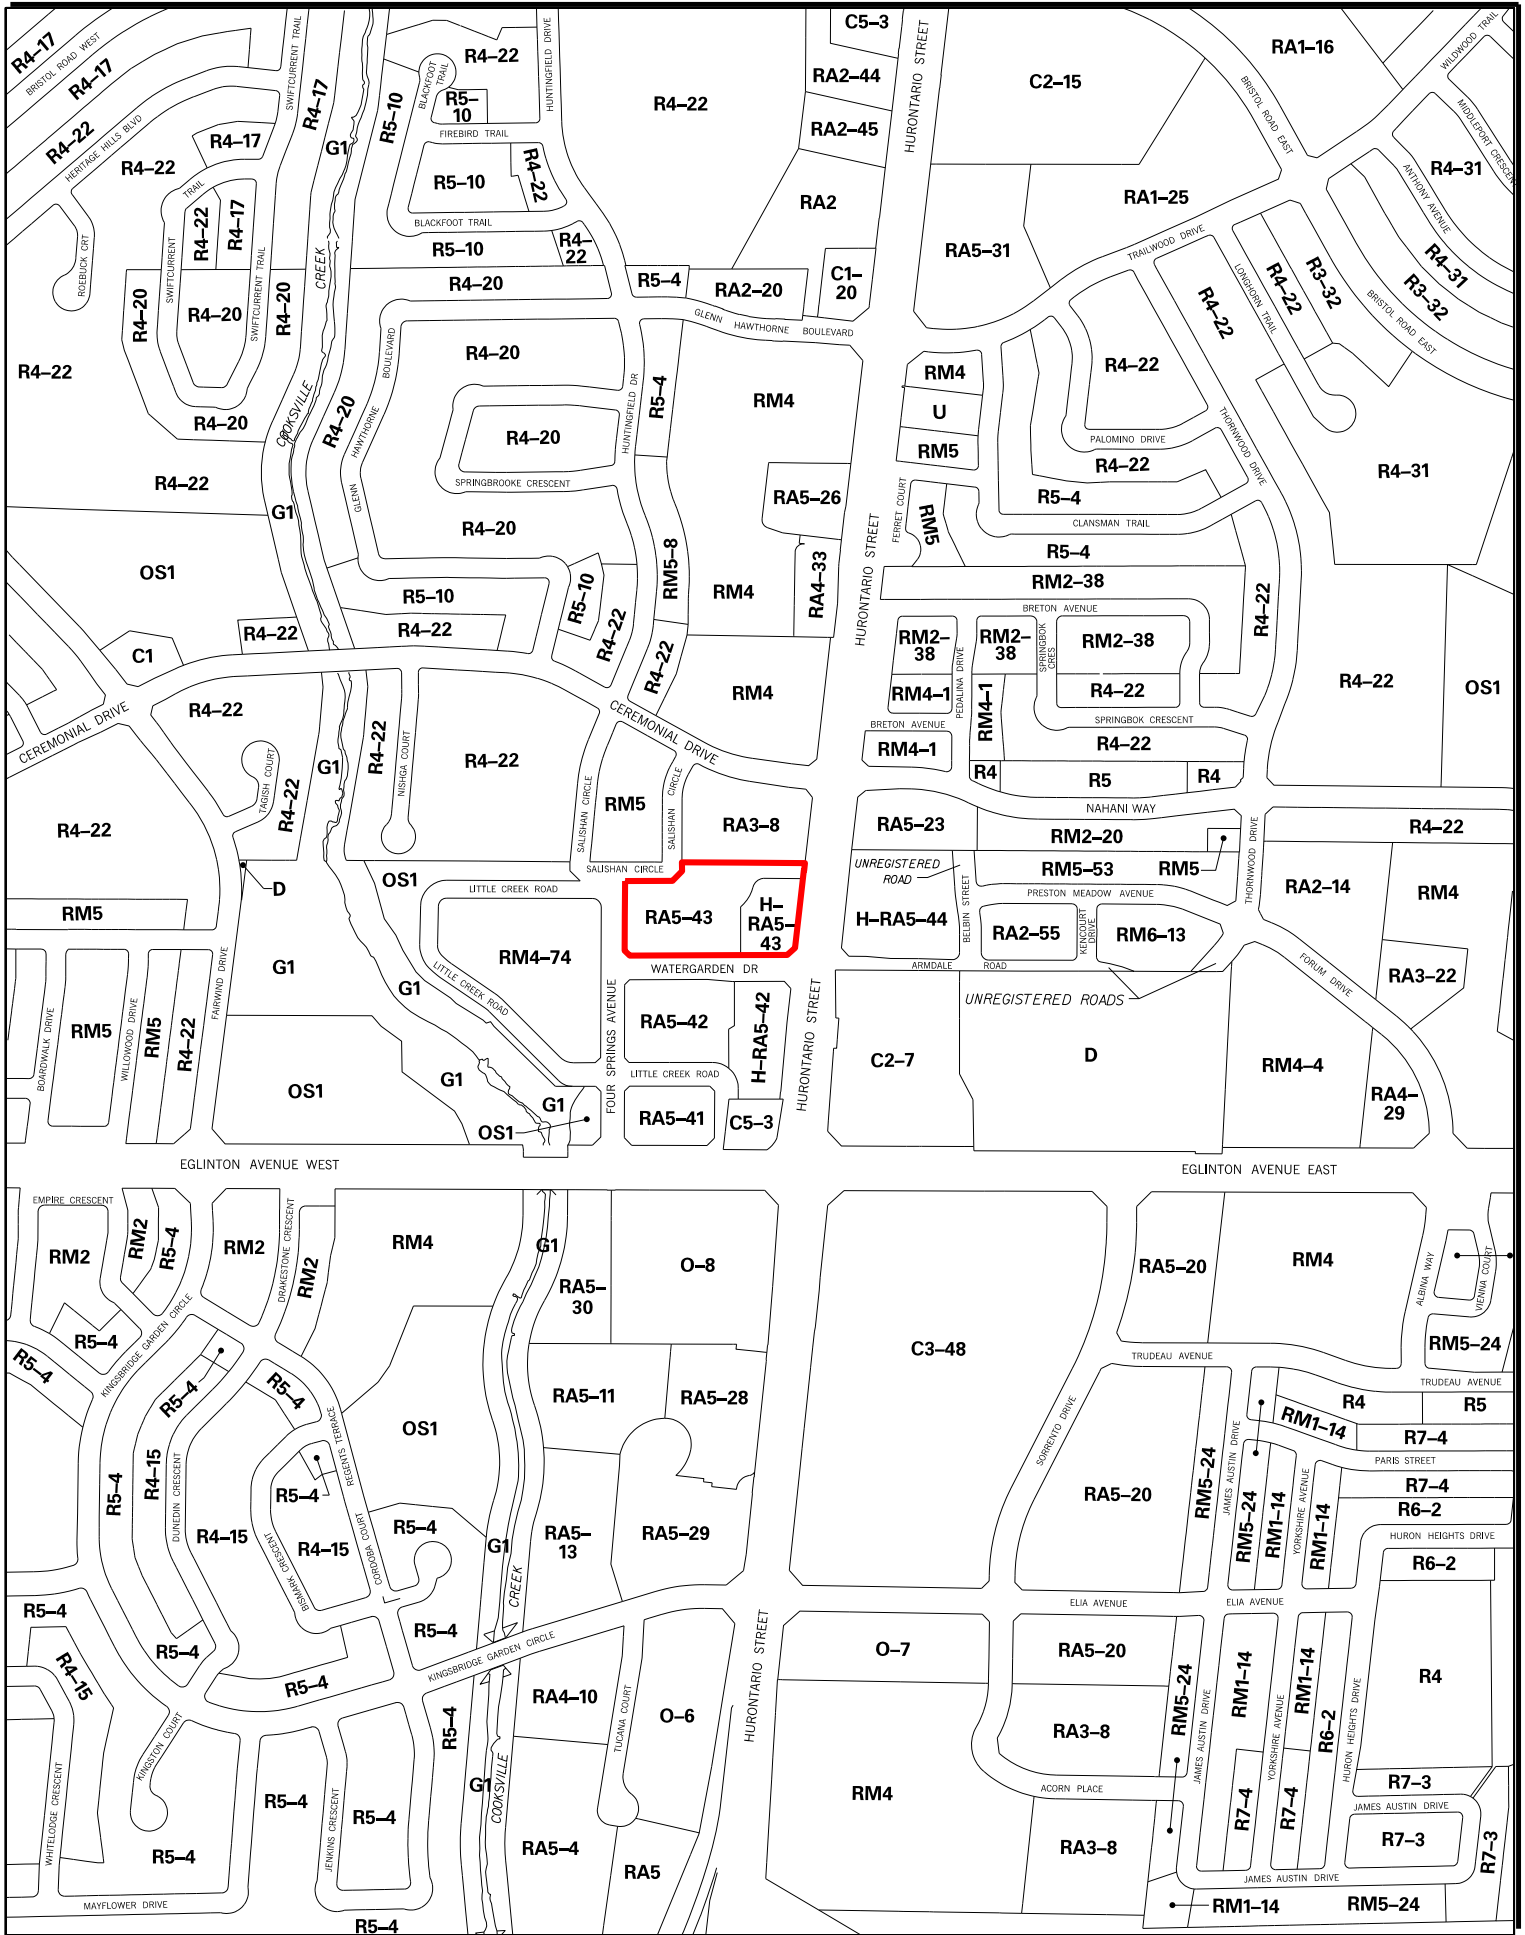 R4–17
BRISTOL ROAD WEST
R4–17
R4–22
HERITAGE HILLS BLVD
R4–22
R4–17
SWIFTCURRENT TRAIL
R4–17
G1
R5–10
BLACKFOOT
TRAIL
R4–22
R5–
10
FIREBIRD TRAIL
HUNTINGFIELD DRIVE
R5–10
R4–22
BLACKFOOT TRAIL
R5–10
R4–
22
R4–22
C5–3
RA2–44
RA2–45
RA2
HURONTARIO STREET
C2–15
RA1–16
BRISTOL ROAD EAST
WILDWOOD TRAIL
MIDDLEPORT CRESCENT
R4–31
ANTHONY AVENUE
RA1–25
RA5–31
TRAILWOOD DRIVE
R4–31
R3–32
R3–32
R4–22
LONGHORN TRAIL
R4–22
BRISTOL ROAD EAST
TRAIL
R4–22
R4–17
SWIFTCURRENT
SWIFTCURRENT TRAIL
ROEBUCK CRT
R4–20
R4–20
R4–20
R4–20
R4–22
CREEK
COOKSVILLE
R4–20
R4–20
R5–4
RA2–20
C1–
20
GLENN HAWTHORNE BOULEVARD
BOULEVARD
HAWTHORNE
GLENN
R4–20
R4–20
HUNTINGFIELD DR
R5–4
SPRINGBROOKE CRESCENT
R4–20
RM4
RM4
U
RM5
RA5–26
RA4–33
RM4
RM5–8
R4–22
PALOMINO DRIVE
R4–22
THORNWOOD DRIVE
R5–4
CLANSMAN TRAIL
R5–4
FERRET COURT
RM5
R4–31
R4–22
G1
OS1
R5–10
R5–10
R4–22
R4–22
R4–22
C1
R4–22
HURONTARIO STREET
RM2–38
BRETON AVENUE
RM2–
38
RM2–
38
SPRINGBOK
CRES
RM2–38
R4–22
PEDALINA DRIVE
RM4–1
RM4–1
R4–22
SPRINGBOK CRESCENT
BRETON AVENUE
RM4–1
R4–22
R4
R5
R4
NAHANI WAY
R4–22
OS1
RM4
CEREMONIAL DRIVE
CEREMONIAL DRIVE
R4–22
TAGISH COURT
R4–22
G1
R4–22
NISHGA COURT
R4–22
SALISHAN CIRCLE
RM5
SALISHAN CIRCLE
SALISHAN CIRCLE
RA3–8
RA5–23
RM2–20
R4–22
UNREGISTERED
ROAD
RM5–53
RM5
PRESTON MEADOW AVENUE
THORNWOOD DRIVE
R4–22
D
RM5
OS1
LITTLE CREEK ROAD
RA5–43
H–
RA5–
43
H–RA5–44
BELBIN STREET
RA2–55
KENCOURT
DRIVE
RM6–13
RA2–14
RM4
RA3–22
FORUM DRIVE
G1
RM4–74
LITTLE CREEK ROAD
G1
WATERGARDEN DR
ARMDALE ROAD
UNREGISTERED ROADS
FAIRWIND DRIVE
BOARDWALK DRIVE
RM5
WILLOWOOD DRIVE
RM5
R4–22
OS1
G1
G1
OS1
FOUR SPRINGS AVENUE
RA5–42
H–RA5–42
LITTLE CREEK ROAD
RA5–41
C5–3
HURONTARIO STREET
C2–7
D
RM4–4
RA4–
29
EGLINTON AVENUE WEST
EGLINTON AVENUE EAST
EMPIRE CRESCENT
RM2
RM2
R5–4
RM2
DRAKESTONE CRESCENT
RM2
RM4
G1
RA5–
30
O–8
C3–48
RA5–20
RM4
ALBINA WAY
VIENNA COURT
RM5–24
R5–4
R5–4
KINGSBRIDGE GARDEN CIRCLE
R5–4
R5–4
REGENTS TERRACE
OS1
RA5–11
RA5–28
TRUDEAU AVENUE
TRUDEAU AVENUE
R4
R5
RM1–14
R7–4
PARIS STREET
R7–4
R6–2
HURON HEIGHTS DRIVE
R6–2
SORRENTO DRIVE
RA5–20
RM5–24
JAMES AUSTIN DRIVE
RM5–24
RM1–14
YORKSHIRE AVENUE
RM1–14
R5–4
R4–15
DUNEDIN CRESCENT
R4–15
R5–4
R4–15
BISMARK CRESCENT
CORDOBA COURT
R5–4
G1
CREEK
RA5–
13
RA5–29
R5–4
R5–4
R5–4
R5–4
R4–15
KINGSBRIDGE GARDEN CIRCLE
ELIA AVENUE
ELIA AVENUE
O–7
RA5–20
RM5–24
RM1–14
RM1–14
R6–2
R4
KINGSTON COURT
R5–4
RA4–10
TUCANA COURT
O–6
HURONTARIO STREET
RA3–8
ACORN PLACE
JAMES AUSTIN DRIVE
YORKSHIRE AVENUE
HURON HEIGHTS DRIVE
R7–4
R7–4
R7–3
JAMES AUSTIN DRIVE
R7–3
R7–3
WHITELODGE CRESCENT
R5–4
R5–4
JENKINS CRESCENT
R5–4
G1
COOKSVILLE
RA5–4
RA5
RM4
RA3–8
JAMES AUSTIN DRIVE
MAYFLOWER DRIVE
R5–4
RM1–14
RM5–24